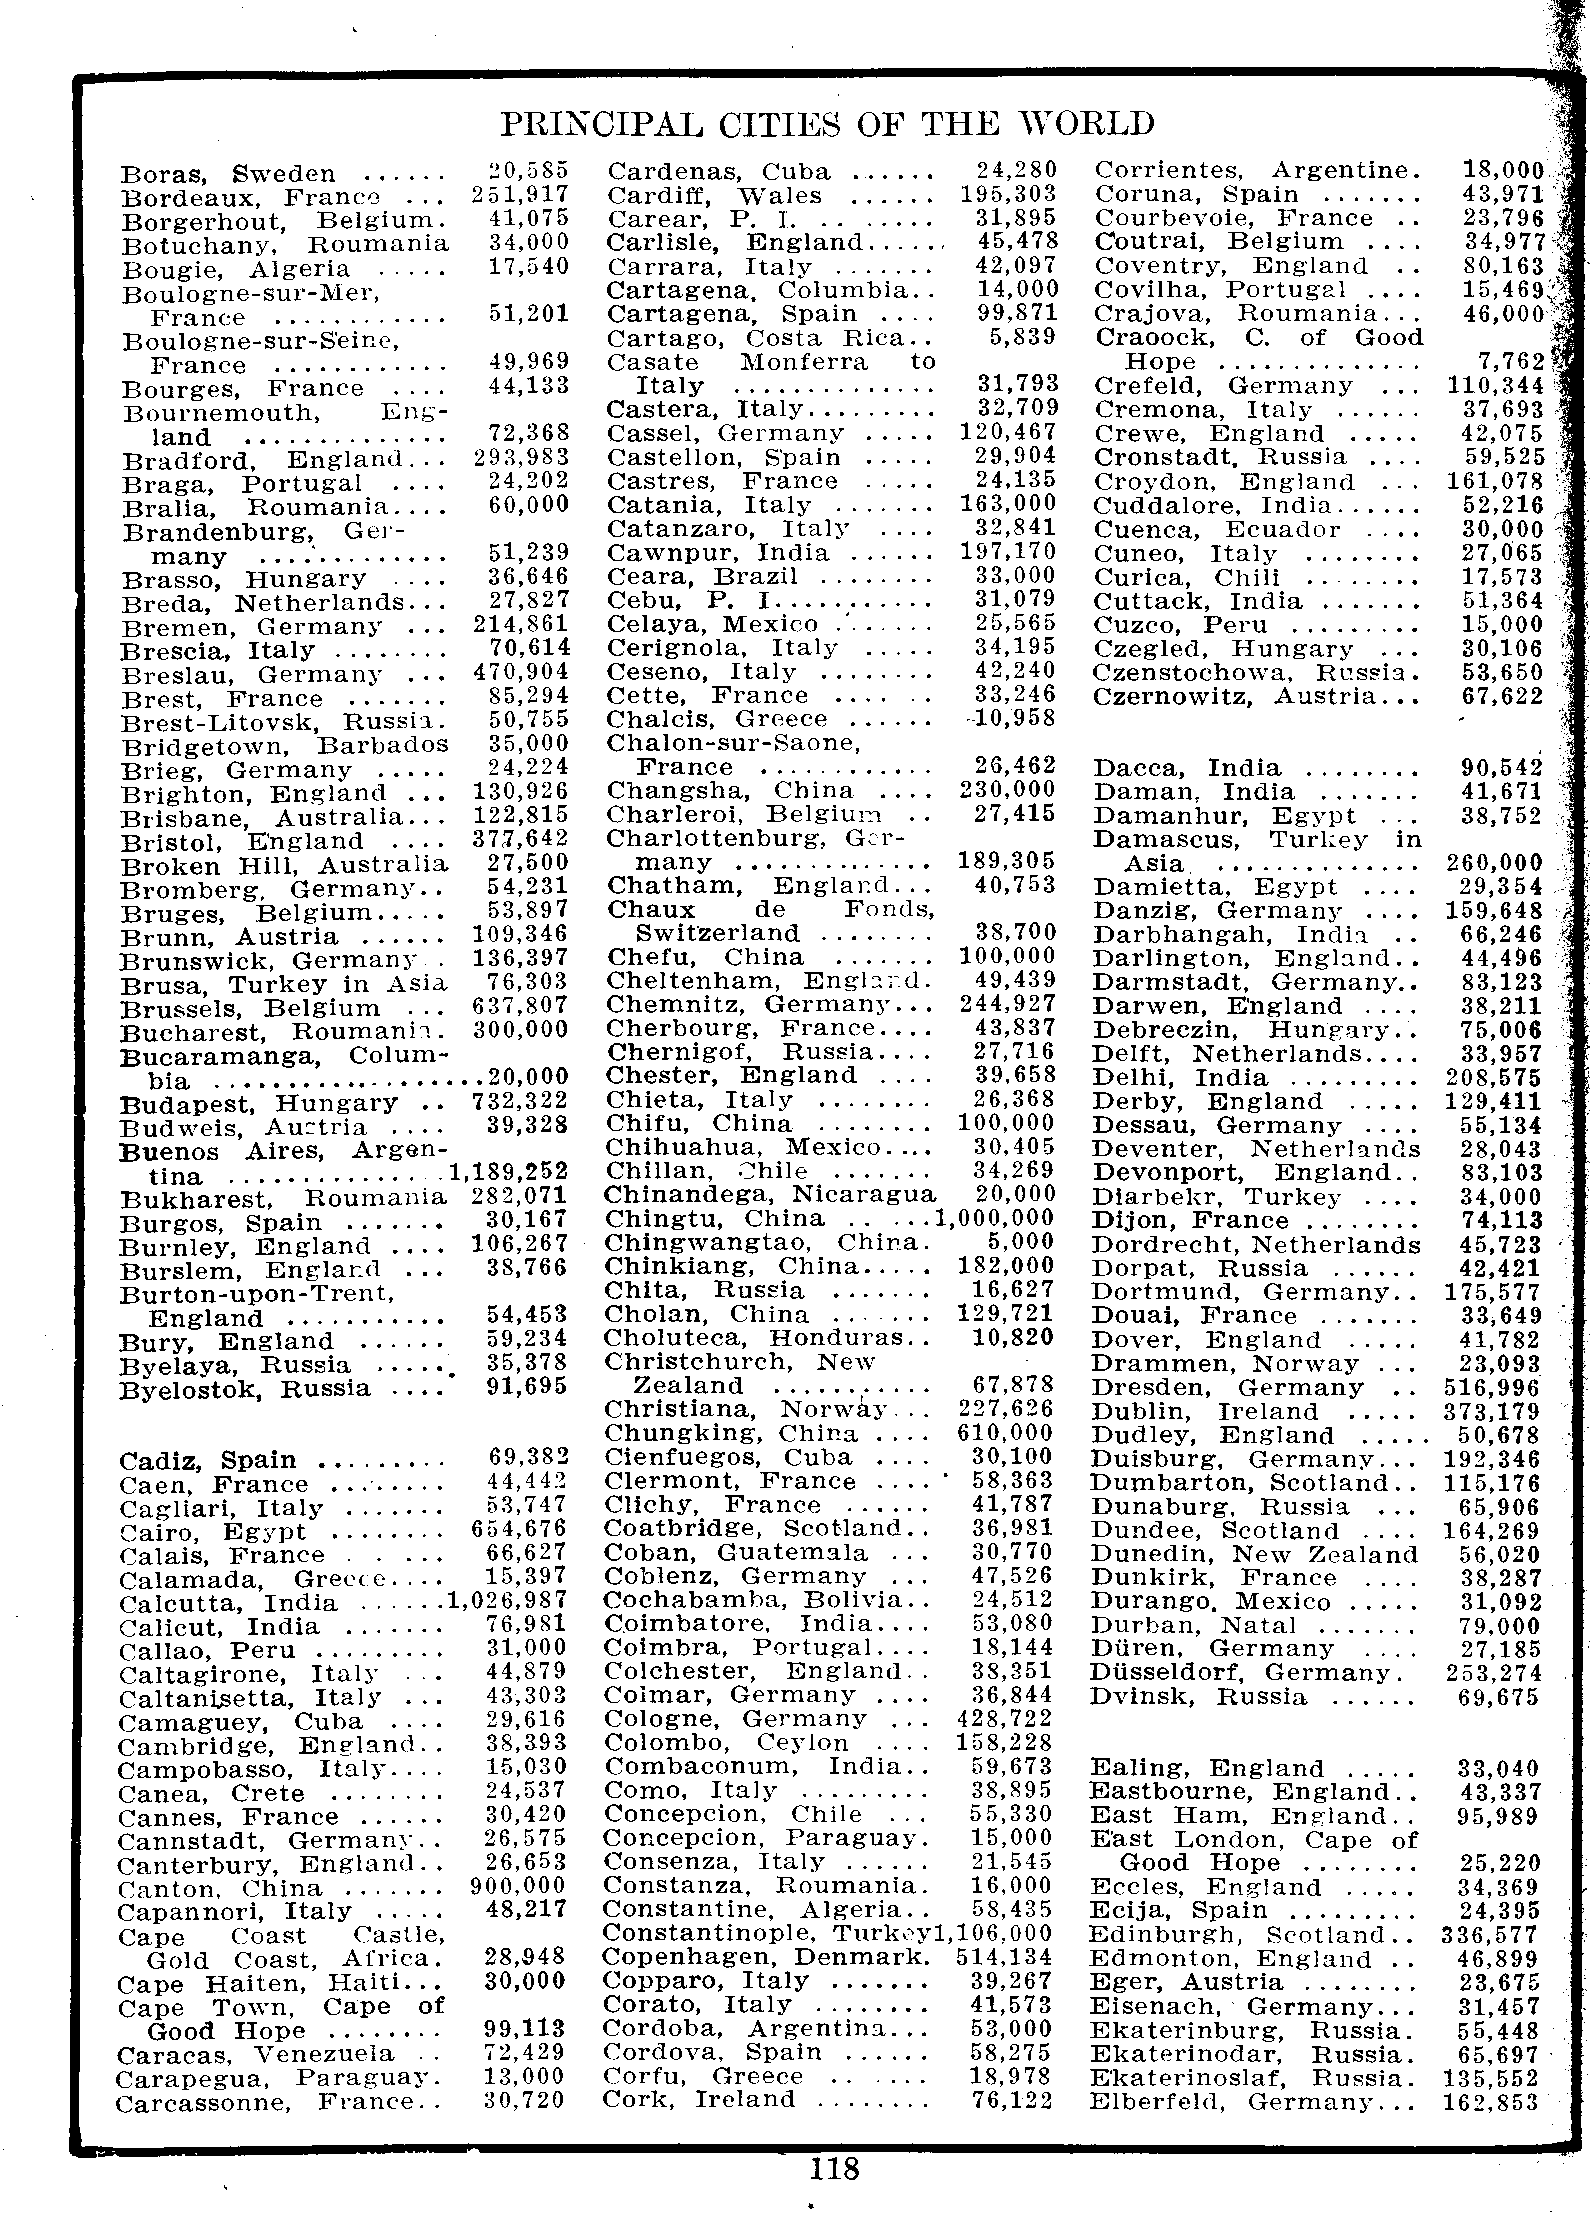 PRINCIPAL CITIES OF THE WORLD
Boras, Sweden ...... 20,585
Bordeaux, France ... 251,917
Borgerhout, Belgium. 41,075
Botuchany, Roumania 34,000
Bougie, Algeria ..... 17,540
Boulogne-sur-Mer,
France ............ 51,201
Boulogne-sur-Seine,
France ............ 49,969
Bourges, France .... 44,133
Bournemouth, Eng-
land .............. 72,368
Bradford, England... 293,983
Braga, Portugal .... 24,202
Bralia, Roumania.... 60,000
Brandenburg, Ger-
many ............. 51,239
Brasso, Hungary .... 36,646
Breda, Netherlands... 27,827
Bremen, Germany ... 214,861
Brescia, Italy ........ 70,614
Breslau, Germany ... 470,904
Brest, France ....... 85,294
Brest-Litovsk, Russia. 50,755
Bridgetown, Barbados 35,000
Brieg, Germany ..... 24,224
Brighton, England ... 130,926
Brisbane, Australia... 122,815
Bristol, England .... 377,642
Broken Hill, Australia 27,500
Bromberg, Germany.. 54,231
Bruges, Belgium..... 53,897
Brunn, Austria ...... 109,346
Brunswick, Germany . 136,397
Brusa, Turkey in Asia 76,303
Brussels, Belgium ... 637,807
Bucharest, Roumania. 300,000
Bucaramanga, Colum-
bia ..................20,000
Budapest, Hungary .. 732,322
Budweis, Austria .... 39,328
Buenos Aires, Argen-
tina ...............1,189,252
Bukharest, Roumania 282,071
Burgos, Spain ....... 30,167
Burnley, England .... 106,267
Burslem, England ... 38,766
Burton-upon-Trent,
England ........... 54,453
Bury, England ...... 59,234
Byelaya, Russia ..... 35,378
Byelostok, Russia .... 91,695
Cadiz, Spain ......... 69,382
Caen, France ........ 44,442
Cagliari, Italy ....... 53,747
Cairo, Egypt ........ 654,676
Calais, France . . ... 66,627
Calamada, Greece.... 15,397
Calcutta, India ......1,026,987
Calicut, India ....... 76,981
Callao, Peru ......... 31,000
Caltagirone, Italy ... 44,879
Caltanisetta, Italy ... 43,303
Camaguey, Cuba .... 29,616
Cambridge, England.. 38,393
Campobasso, Italy.... 15,030
Canea, Crete ........ 24,537
Cannes, France ...... 30,420
Cannstadt, Germany.. 26,575
Canterbury, England.. 26,653
Canton, China ....... 900,000
Capannori, Italy ..... 48,217
Cape Coast Castle,
Gold Coast, Africa. 28,948
Cape Haiten, Haiti... 30,000
Cape Town, Cape of
Good Hope ........ 99,113
Caracas, Venezuela .. 72,429
Carapegua, Paraguay. 13,000
Carcassonne, France.. 30,720
Cardenas, Cuba ...... 24,280
Cardiff, Wales ...... 195,303
Carear, P. I. ........ 31,895
Carlisle, England...... 45,478
Carrara, Italy ....... 42,097
Cartagena, Columbia.. 14,000
Cartagena, Spain .... 99,871
Cartago, Costa Rica.. 5,839
Casate Monferra to
Italy .............. 31,793
Castera, Italy......... 32,709
Cassel, Germany ..... 120,467
Castellon, Spain ..... 29,904
Castres, France ..... 24,135
Catania, Italy ....... 163,000
Catanzaro, Italy .... 32,841
Cawnpur, India ...... 197,170
Ceara, Brazil ........ 33,000
Cebu, P. I........... 31,079
Celaya, Mexico ....... 25,565
Cerignola, Italy ..... 34,195
Ceseno, Italy ........ 42,240
Cette, France ....... 33,246
Chalcis, Greece ...... 10,958
Chalon-sur-Saone,
France ............ 26,462
Changsha, China .... 230,000
Charleroi, Belgium .. 27,415
Charlottenburg, Ger-
many .............. 189,305
Chatham, England... 40,753
Chaux de Fonds,
Switzerland ........ 38,700
Chefu, China ....... 100,000
Cheltenham, England. 49,439
Chemnitz, Germany... 244,927
Cherbourg, France.... 43,837
Chernigof, Russia.... 27,716
Chester, England .... 39,658
Chieta, Italy ........ 26,368
Chifu, China ........ 100,000
Chihuahua, Mexico.... 30,405
Chillan, Chile ....... 34,269
Chinandega, Nicaragua 20,000
Chingtu, China .. ...1,000,000
Chingwangtao, China. 5,000
Chinkiang, China..... 182,000
Chita, Russia ....... 16,627
Cholan, China ....... 129,721
Choluteca, Honduras.. 10,820
Christchurch, New
Zealand ........... 67,878
Christiana, Norway... 227,626
Chungking, China .... 610,000
Cienfuegos, Cuba .... 30,100
Clermont, France .... 58,363
Clichy, France ...... 41,787
Coatbridge, Scotland.. 36,981
Coban, Guatemala ... 30,770
Coblenz, Germany ... 47,526
Cochabamba, Bolivia.. 24,512
Coimbatore, India.... 53,080
Coimbra, Portugal.... 18,144
Colchester, England.. 38,351
Coimar, Germany .... 36,844
Cologne, Germany ... 428,722
Colombo, Ceylon .... 158,228
Combaconum, India.. 59,673
Como, Italy ......... 38,895
Concepcion, Chile ... 55,330
Concepcion, Paraguay. 15,000
Consenza, Italy ...... 21,545
Constanza, Roumania. 16,000
Constantine, Algeria.. 58,435
Constantinople, Turkey1,106,000
Copenhagen, Denmark. 514,134
Copparo, Italy ....... 39,267
Corato, Italy ........ 41,573
Cordoba, Argentina... 53,000
Cordova, Spain ...... 58,275
Corfu, Greece .. .... 18,978
Cork, Ireland ........ 76,122
Corrientes, Argentine. 18,000
Coruna, Spain ....... 43,971
Courbevoie, France .. 23,796
Coutrai, Belgium .... 34,977
Coventry, England .. 80,163
Covilha, Portugal .... 15,469
Crajova, Roumania... 46,000
Craoock, C. of Good
Hope .............. 7,762
Crefeld, Germany ... 110,344
Cremona, Italy ...... 37,693
Crewe, England ..... 42,075
Cronstadt, Russia .... 59,525
Croydon, England ... 161,078
Cuddalore, India...... 52,216
Cuenca, Ecuador .... 30,000
Cuneo, Italy ........ 27,065
Curica, Chili ........ 17,573
Cuttack, India ....... 51,364
Cuzco, Peru ......... 15,000
Czegled, Hungary ... 30,106
Czenstochowa, Russia. 53,650
Czernowitz, Austria... 67,622
Dacca, India ........ 90,542
Daman, India ....... 41,671
Damanhur, Egypt ... 38,752
Damascus, Turkey in
Asia .............. 260,000
Damietta, Egypt .... 29,354
Danzig, Germany .... 159,648
Darbhangah, India .. 66,246
Darlington, England.. 44,496
Darmstadt, Germany.. 83,123
Darwen, England .... 38,211
Debreczin, Hungary.. 75,006
Delft, Netherlands.... 33,957
Delhi, India ......... 208,575
Derby, England ..... 129,411
Dessau, Germany .... 55,134
Deventer, Netherlands 28,043
Devonport, England.. 83,103
Diarbekr, Turkey .... 34,000
Dijon, France ........ 74,113
Dordrecht, Netherlands 45,723
Dorpat, Russia ...... 42,421
Dortmund, Germany.. 175,577
Douai, France ....... 33,649
Dover, England ..... 41,782
Drammen, Norway ... 23,093
Dresden, Germany .. 516,996
Dublin, Ireland ..... 373,179
Dudley, England ..... 50,678
Duisburg, Germany... 192,346
Dumbarton, Scotland.. 115,176
Dunaburg, Russia ... 65,906
Dundee, Scotland .... 164,269
Dunedin, New Zealand 56,020
Dunkirk, France .... 38,287
Durango, Mexico ..... 31,092
Durban, Natal ....... 79,000
Düren, Germany .... 27,185
Düsseldorf, Germany. 253,274
Dvinsk, Russia ...... 69,675
Ealing, England ..... 33,040
Eastbourne, England.. 43,337
East Ham, England.. 95,989
East London, Cape of
Good Hope ........ 25,220
Eccles, England ..... 34,369
Ecija, Spain ......... 24,395
Edinburgh, Scotland.. 336,577
Edmonton, England .. 46,899
Eger, Austria ........ 23,675
Eisenach, Germany... 31,457
Ekaterinburg, Russia. 55,448
Ekaterinodar, Russia. 65,697
Ekaterinoslaf, Russia. 135,552
Elberfeld, Germany... 162,853
118